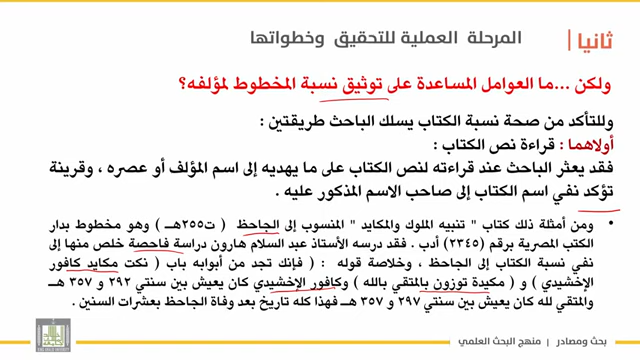 ثانيا | المرحلة العملية للتحقيق وخطواتها
ولكن ...ما العوامل المساعدة على توثيق نسبة المخطوط لمؤلفه؟
وللتأكد من صحة نسبة الكتاب يسلك الباحث طريقتين :
أولاهما: قراءة نص الكتاب :
فقد يعثر الباحث عند قراءته لنص الكتاب على ما يهديه إلى اسم المؤلف أو عصره ، وقرينة
تؤكد نفي اسم الكتاب إلى صاحب الاسم المذكور عليه .
• ومن أمثلة ذلك كتاب " تنبيه الملوك والمكايد " المنسوب إلى الجاحظ ( ت٢٥٥هـ ) وهو مخطوط بدار
الكتب المصرية برقم (٢٣٤٥) أدب . فقد درسه الأستاذ عبد السلام هارون دراسة فاحصة خلص منها إلى
نفي نسبة الكتاب إلى الجاحظ ، وخلاصة قوله : ( فإنك تجد من أبوابه باب ( نكت مكايد كافور
الإخشيدي ) و ( مكيدة توزون بالمتقي بالله ) وكافور الإخشيدي كان يعيش بين سنتي ٢٩٢ و ٣٥٧ هـ
والمتقي لله كان يعيش بين سنتي ٢٩٧ و ٣٥٧ هـ فهذا كله تاريخ بعد وفاة الجاحظ بعشرات السنين .
بحث ومصادر | منهج البحث العلمي